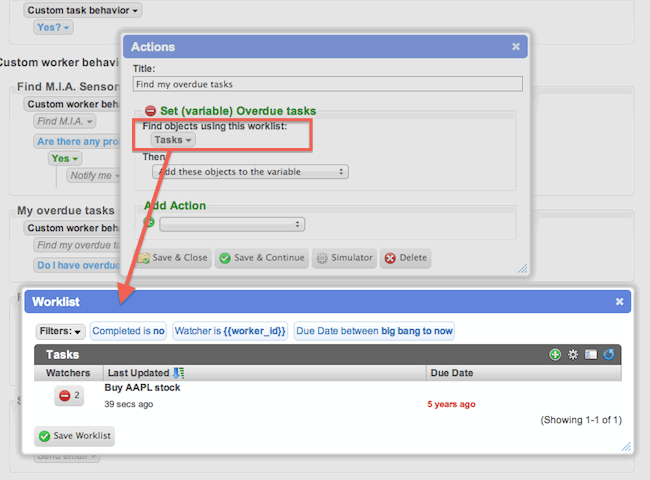 Custom task behavior
Yes?
Custom worker behavi
Find M.I.A. Senson
Custom worker beh
Find M.I.A.
Are there any pro
Yes
Notify me
My overdue tasks
Custom worker beh
Find my overdue ta
Do I have overdue
Send email
Actions
Title:
Find my overdue tasks
Set (variable) Overdue tasks
Find objects using this worklist:
Tasks
Then
Add these objects to the variable
Add Action
Save & Close Save & Continue Simulator Delete
Worklist
Filters: Completed is no Watcher is {{worker_id}} Due Date between big bang to now
Tasks
Watchers Last Updated Due Date
Buy AAPL stock
2 39 secs ago 5 years ago
(Showing 1-1 of 1)
Save Worklist